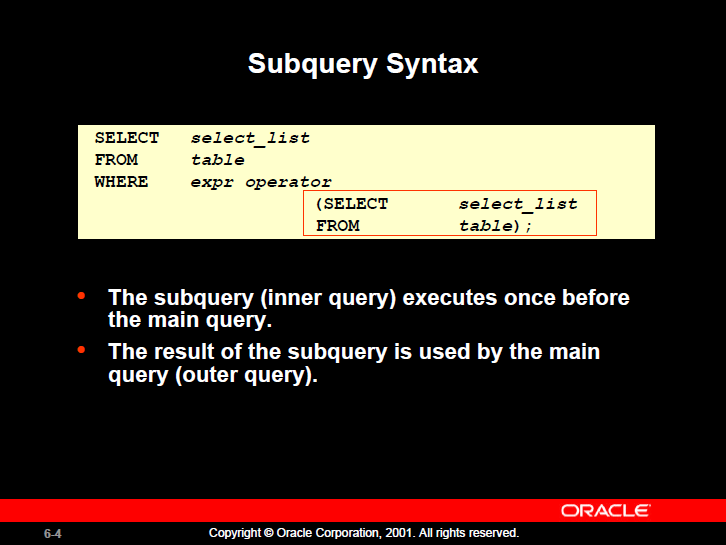 Subquery Syntax
SELECT select_list
FROM table
WHERE expr operator
(SELECT select_list
FROM table);
• The subquery (inner query) executes once before
the main query.
• The result of the subquery is used by the main
query (outer query).
ORACLE®
6-4 Copyright © Oracle Corporation, 2001. All rights reserved.